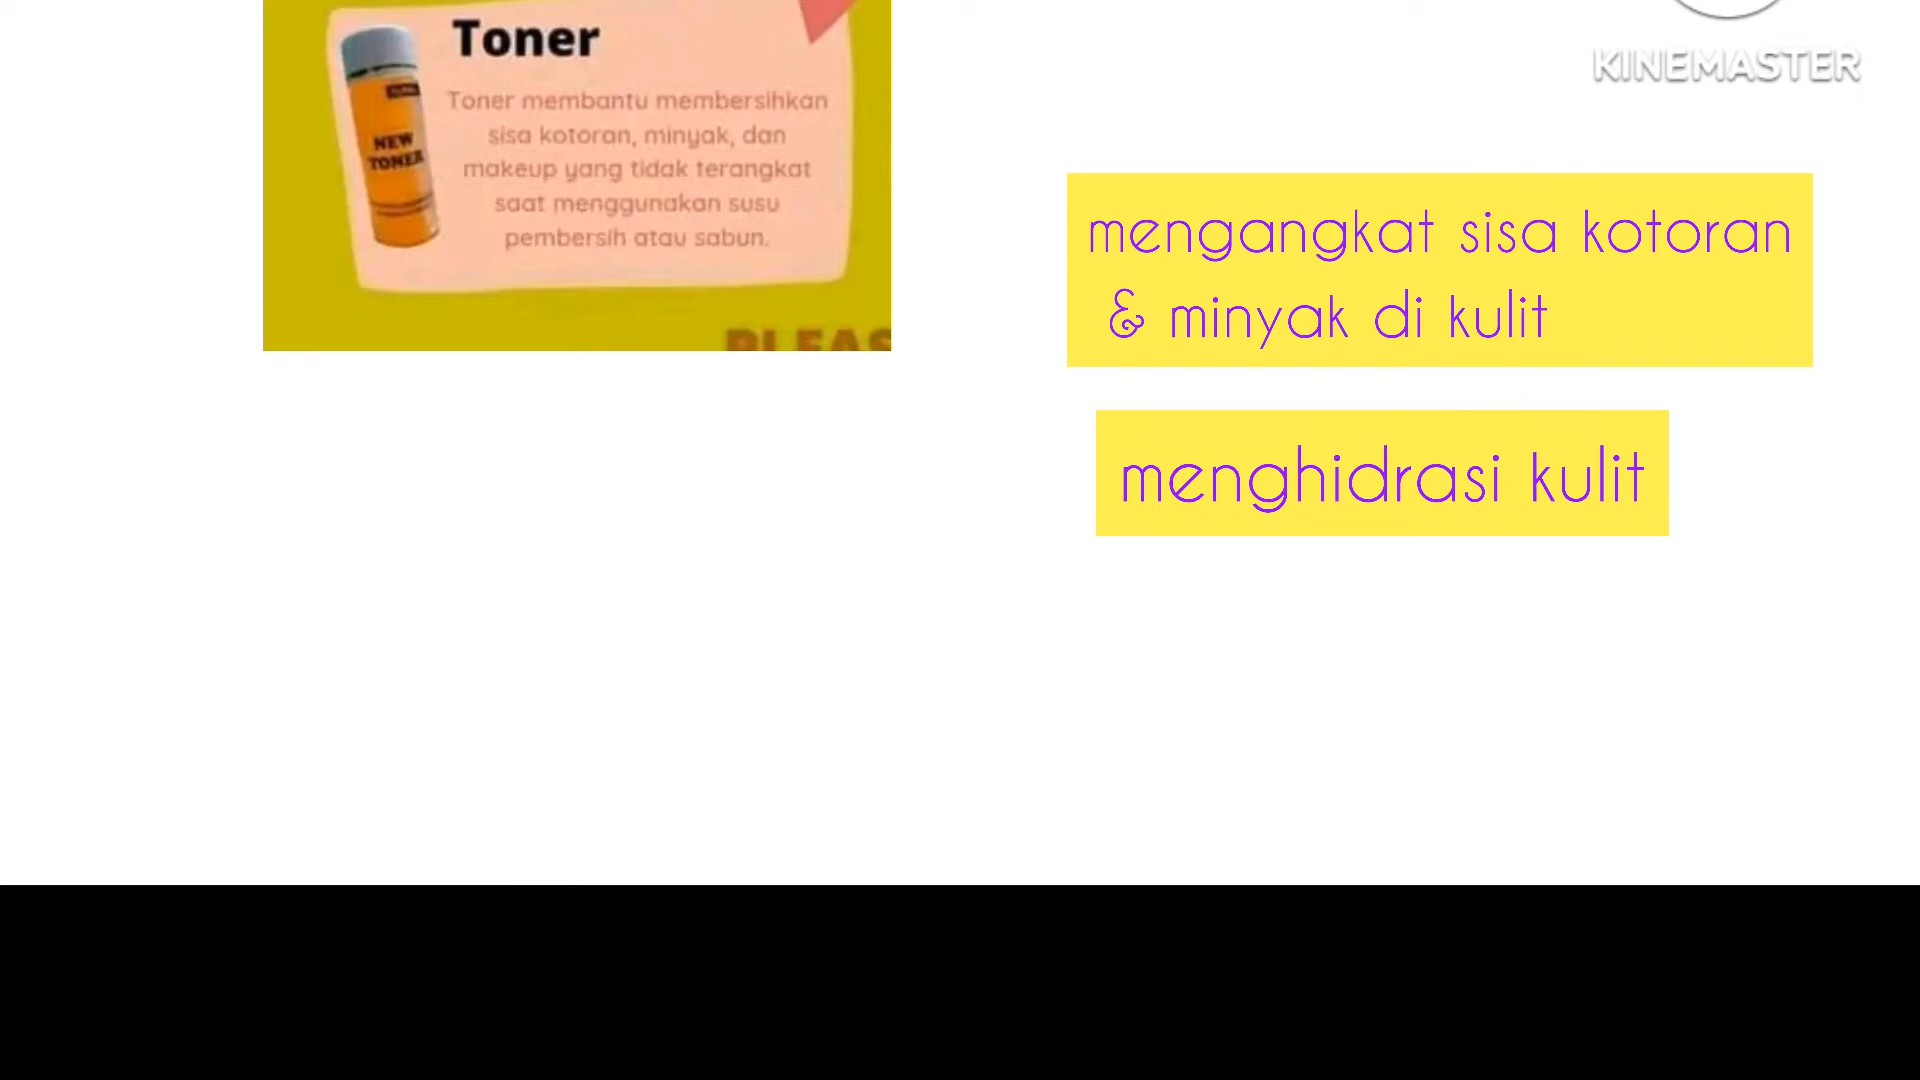 Toner
NEW
TONER
Toner membantu membersihkan
sisa kotoran, minyak, dan
makeup yang tidak terangkat
saat menggunakan susu
pembersih atau sabun.
KINEMASTER
mengangkat sisa kotoran
& minyak di kulit
menghidrasi kulit